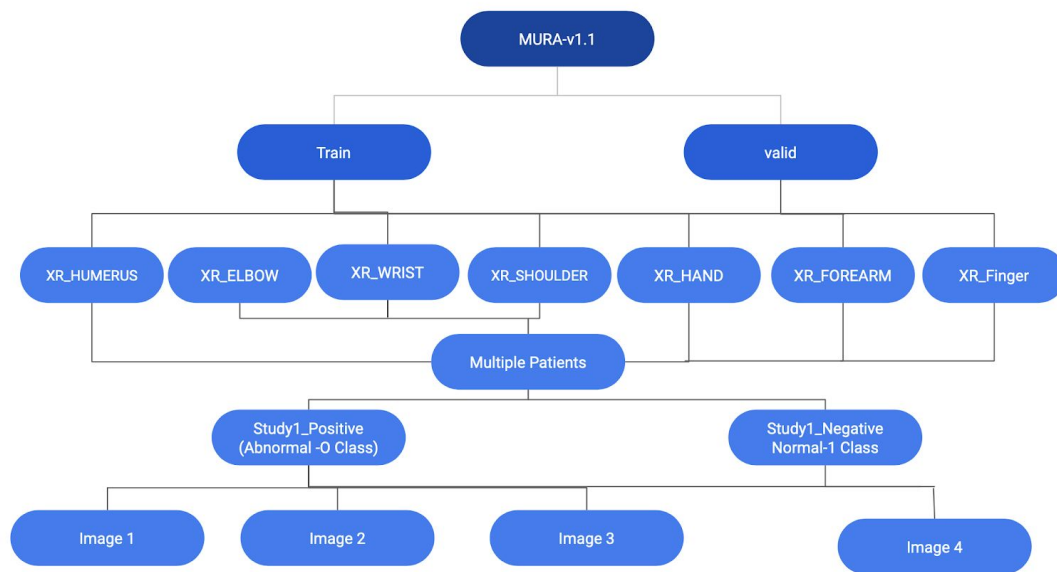 MURA-v1.1
Train
valid
XR_HUMERUS
XR_ELBOW
XR_WRIST
XR_SHOULDER
XR_HAND
XR_FOREARM
XR_Finger
Multiple Patients
Study1_Positive
(Abnormal -O Class)
Study1_Negative
Normal-1 Class
Image 1
Image 2
Image 3
Image 4